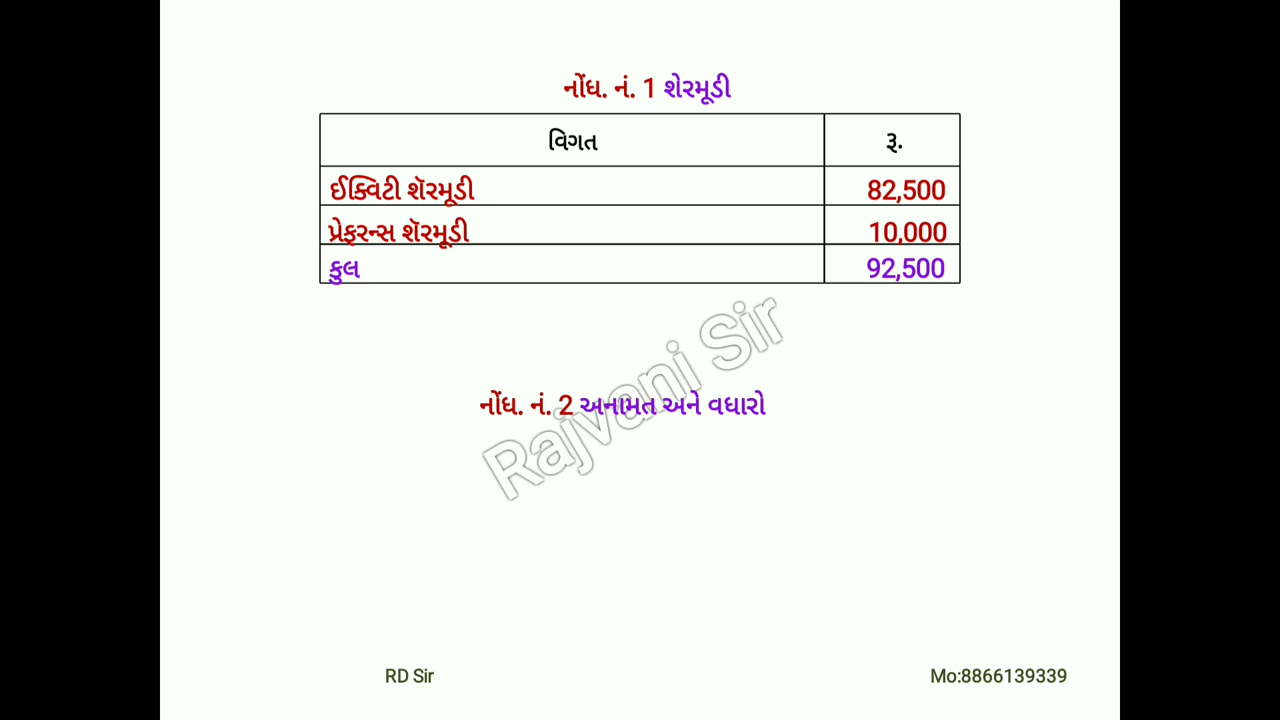 નોંધ. નં. 1 શેરમૂડી
વિગત રૂ.
ઈક્વિટી શૅરમૂડી 82,500
પ્રેફરન્સ શૅરમૂડી 10,000
કુલ 92,500
Rajvani Sir
નોંધ. નં. 2 અનામત અને વધારો
RD Sir Mo:8866139339